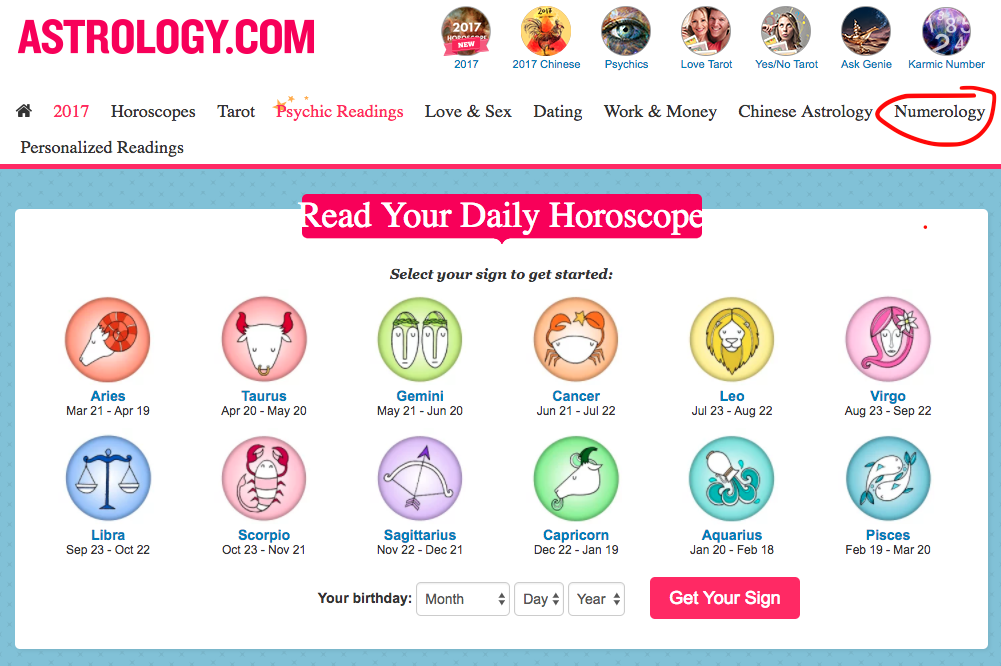 ASTROLOGY.COM
2017
HOROSCOPE
NEW
2017
2017
2017 Chinese
Psychics
Love Tarot
Yes/No Tarot
Ask Genie
Karmic Number
2017 Horoscopes Tarot Psychic Readings Love & Sex Dating Work & Money Chinese Astrology Numerology
Personalized Readings
Read Your Daily Horoscope
Select your sign to get started:
Aries
Mar 21 - Apr 19
Taurus
Apr 20 - May 20
Gemini
May 21 - Jun 20
Cancer
Jun 21 - Jul 22
Leo
Jul 23 - Aug 22
Virgo
Aug 23 - Sep 22
Libra
Sep 23 - Oct 22
Scorpio
Oct 23 - Nov 21
Sagittarius
Nov 22 - Dec 21
Capricorn
Dec 22 - Jan 19
Aquarius
Jan 20 - Feb 18
Pisces
Feb 19 - Mar 20
Your birthday: Month Day Year Get Your Sign